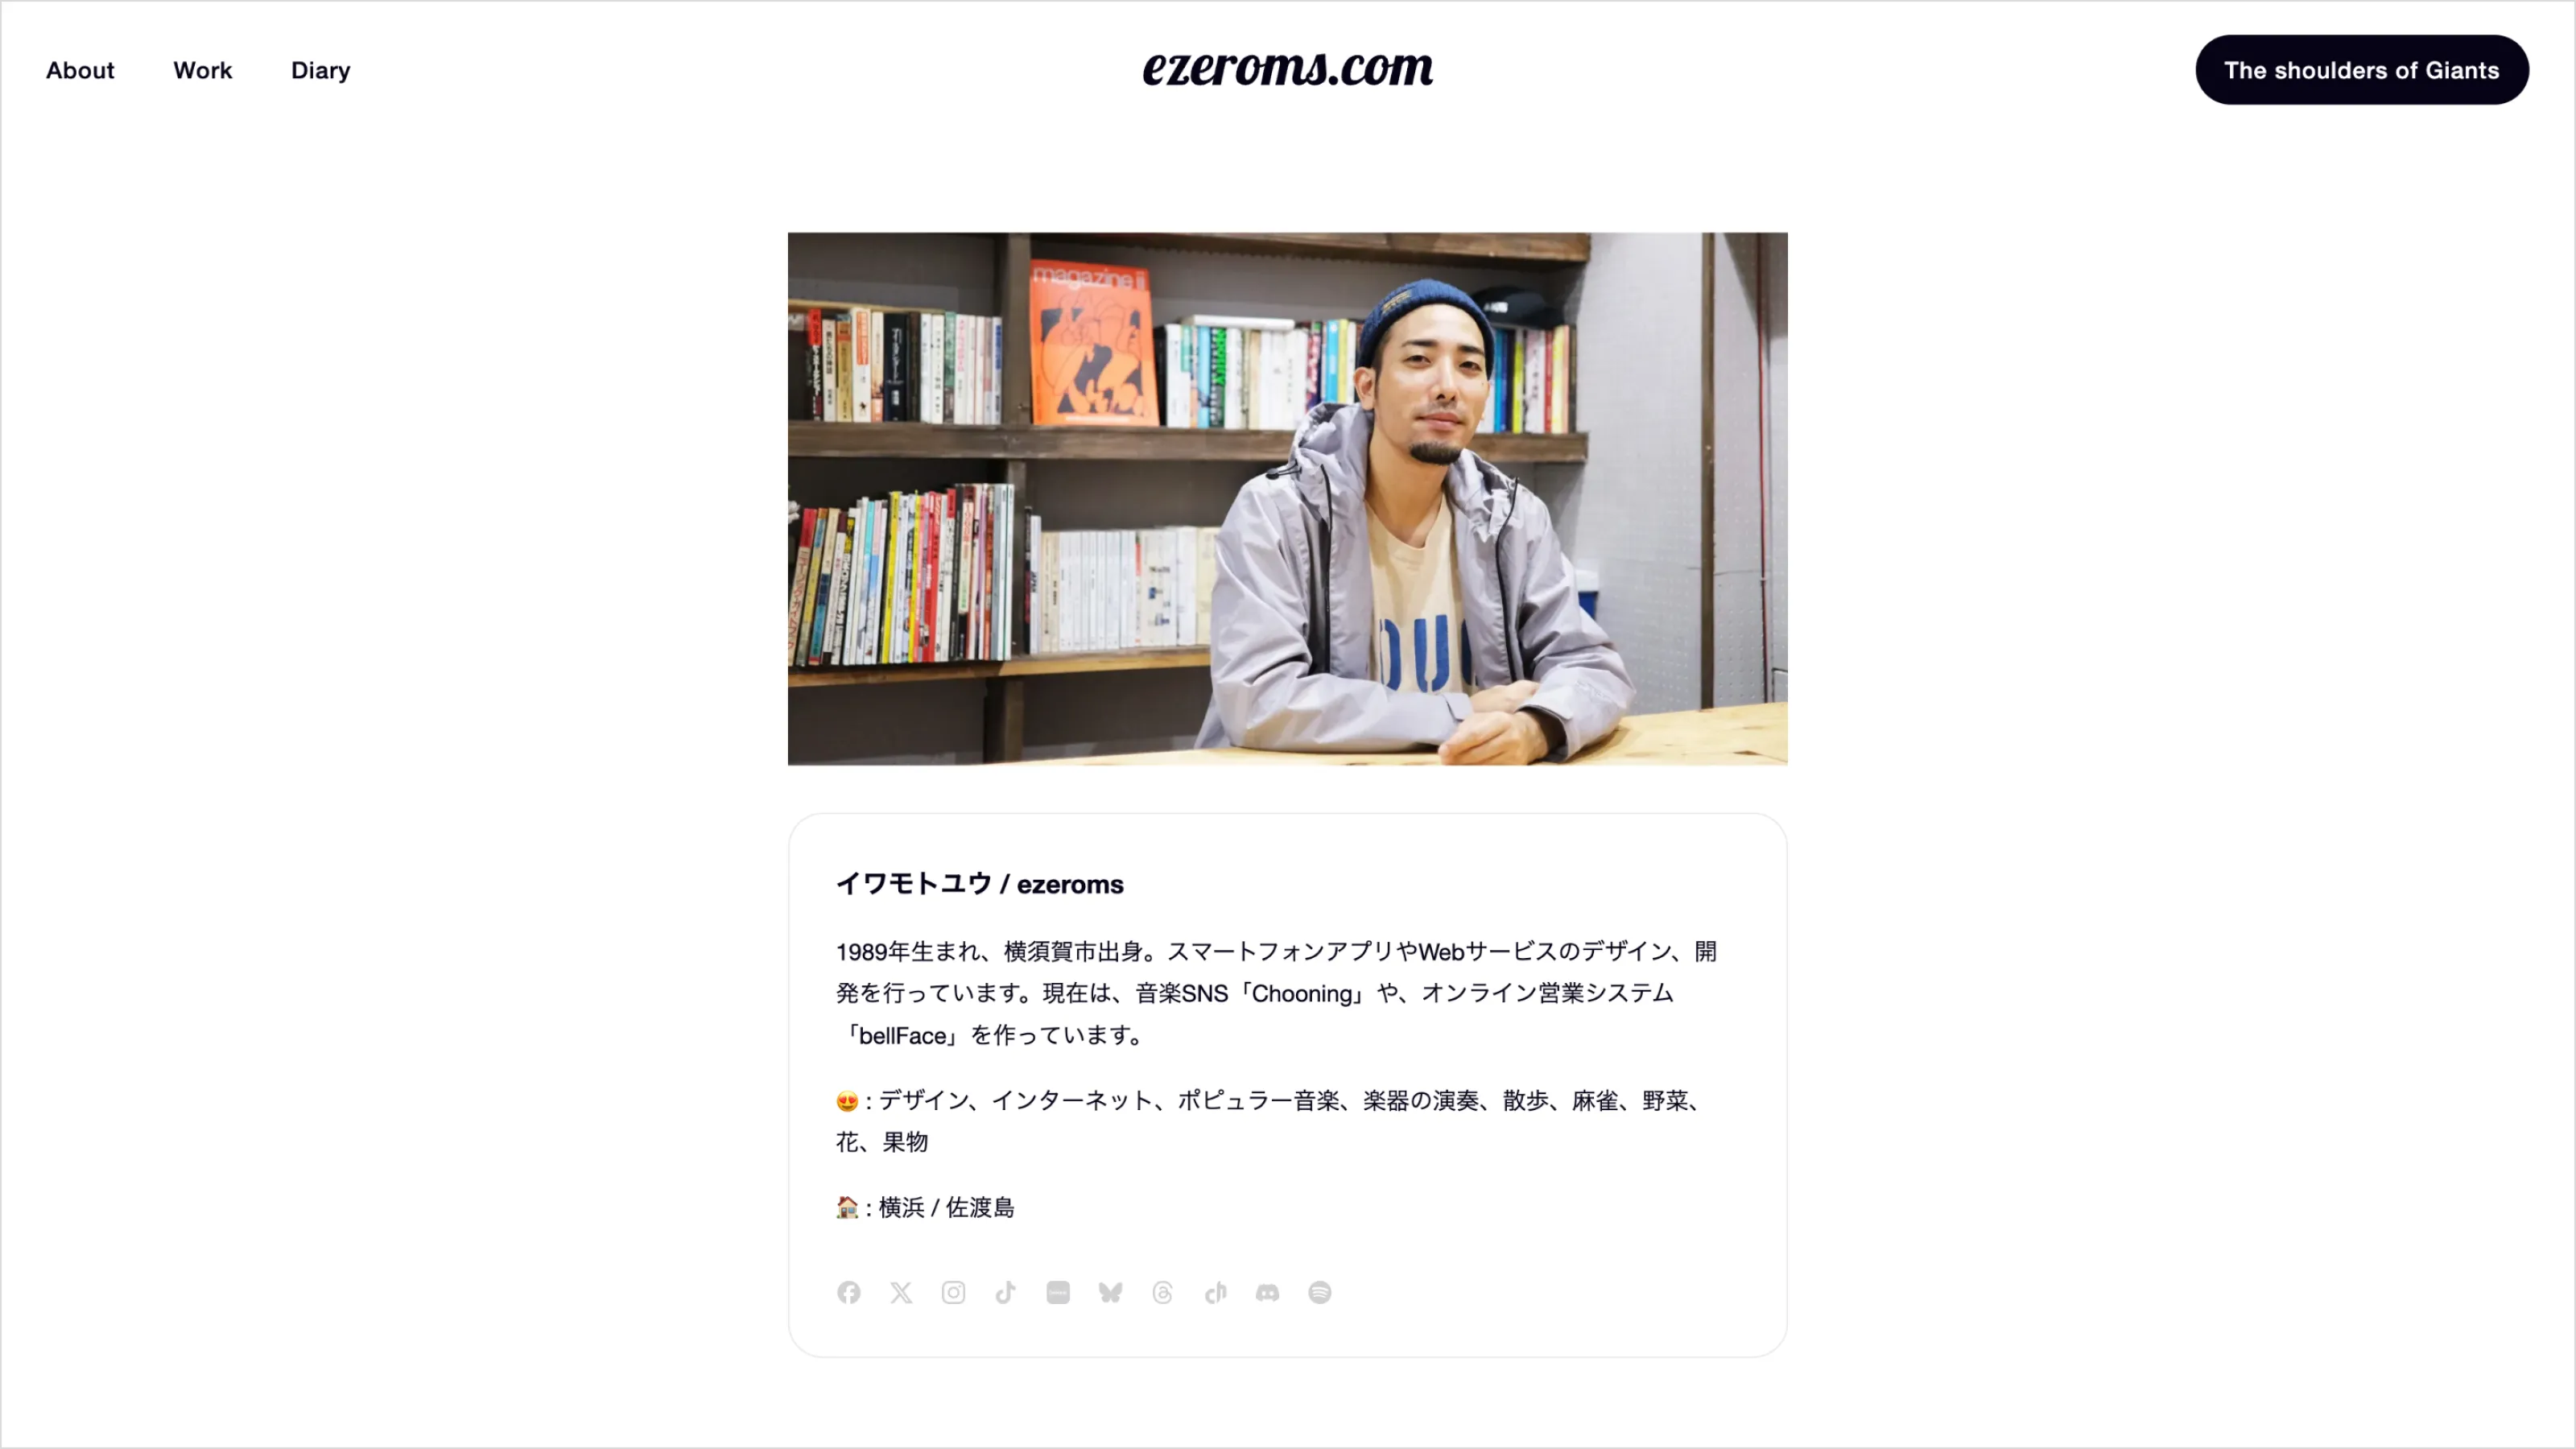 About
Work
Diary
ezeroms.com
The shoulders of Giants
magazine ii
OU
イワモトユウ / ezeroms
1989年生まれ、横須賀市出身。スマートフォンアプリやWebサービスのデザイン、開
発を行っています。現在は、音楽SNS「Chooning」や、オンライン営業システム
「bellFace」を作っています。
😍 : デザイン、インターネット、ポピュラー音楽、楽器の演奏、散歩、麻雀、野菜、
花、果物
🏠 : 横浜 / 佐渡島